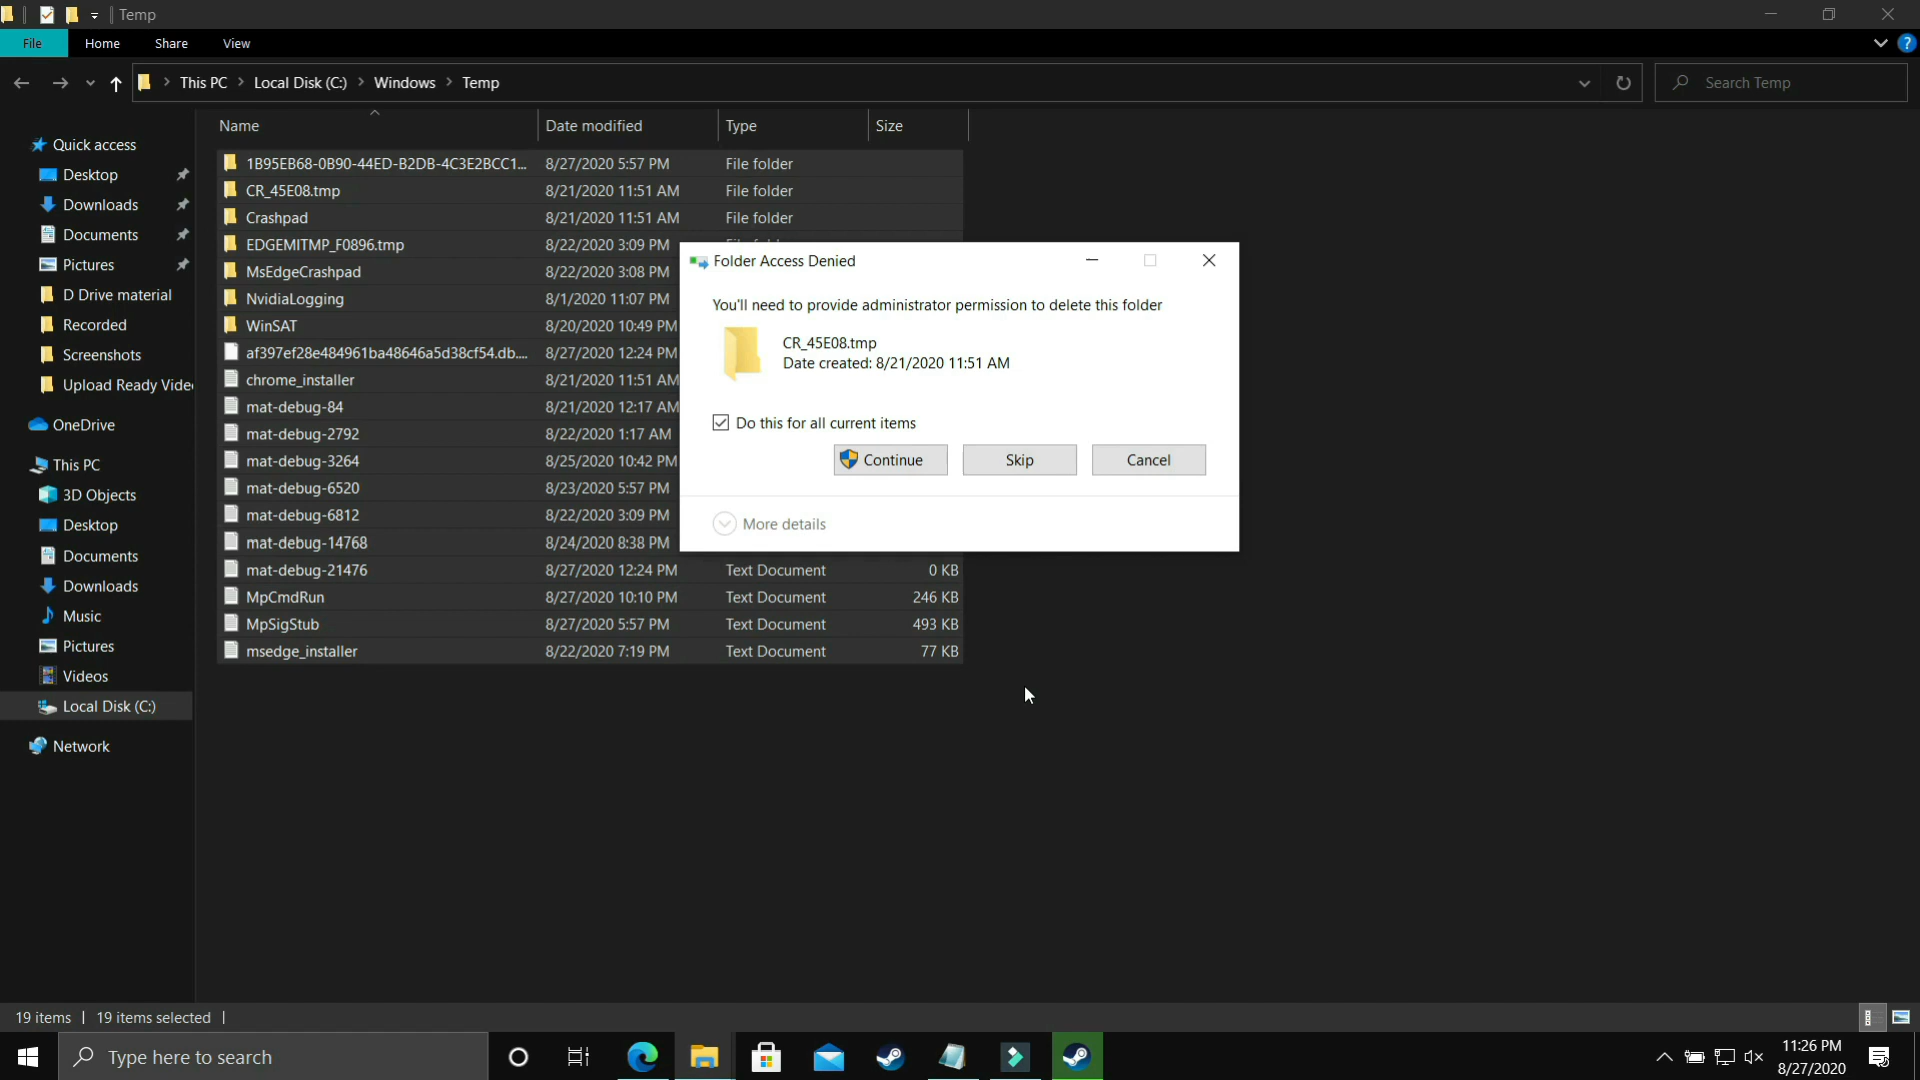 Temp
File Home Share View
This PC Local Disk (C:) Windows Temp
Search Temp
Name Date modified Type Size
Quick access
Desktop
Downloads
Documents
Pictures
D Drive material
Recorded
Screenshots
Upload Ready Vide
OneDrive
This PC
3D Objects
Desktop
Documents
Downloads
Music
Pictures
Videos
Local Disk (C:)
Network
1B95EB68-0B90-44ED-B2DB-4C3E2BCC1... 8/27/2020 5:57 PM File folder
CR_45E08.tmp 8/21/2020 11:51 AM File folder
Crashpad 8/21/2020 11:51 AM File folder
EDGEMITMP_F0896.tmp 8/22/2020 3:09 PM
MsEdgeCrashpad 8/22/2020 3:08 PM
NvidiaLogging 8/1/2020 11:07 PM
WinSAT 8/20/2020 10:49 PM
af397ef28e484961ba48646a5d38cf54.db.... 8/27/2020 12:24 PM
chrome_installer 8/21/2020 11:51 AM
mat-debug-84 8/21/2020 12:17 AM
mat-debug-2792 8/22/2020 1:17 AM
mat-debug-3264 8/25/2020 10:42 PM
mat-debug-6520 8/23/2020 5:57 PM
mat-debug-6812 8/22/2020 3:09 PM
mat-debug-14768 8/24/2020 8:38 PM
mat-debug-21476 8/27/2020 12:24 PM Text Document 0 KB
MpCmdRun 8/27/2020 10:10 PM Text Document 246 KB
MpSigStub 8/27/2020 5:57 PM Text Document 493 KB
msedge_installer 8/22/2020 7:19 PM Text Document 77 KB
Folder Access Denied
You'll need to provide administrator permission to delete this folder
CR_45E08.tmp
Date created: 8/21/2020 11:51 AM
Do this for all current items
Continue Skip Cancel
More details
19 items 19 items selected
Type here to search
11:26 PM
8/27/2020